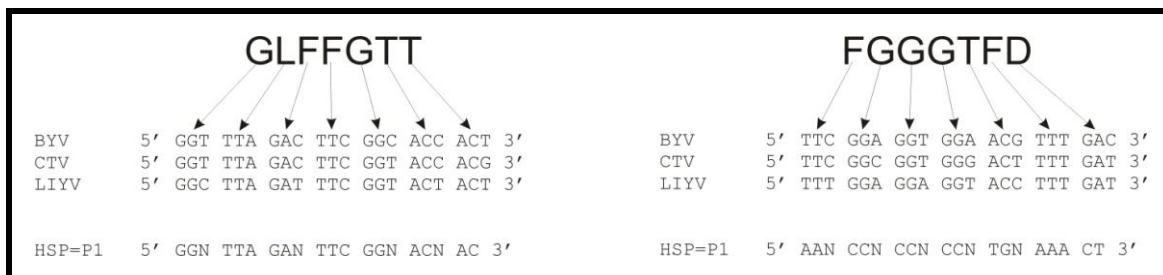 GLFFGTT FGGGTFD
BYV 5′ GGT TTA GAC TTC GGC ACC ACT 3′ BYV 5′ TTC GGA GGT GGA ACG TTT GAC 3′
CTV 5′ GGT TTA GAC TTC GGT ACC ACG 3′ CTV 5′ TTC GGC GGT GGG ACT TTT GAT 3′
LIYV 5′ GGC TTA GAT TTC GGT ACT ACT 3′ LIYV 5′ TTT GGA GGA GGT ACC TTT GAT 3′
HSP=P1 5′ GGN TTA GAN TTC GGN ACN AC 3′ HSP=P1 5′ AAN CCN CCN CCN TGN AAA CT 3′